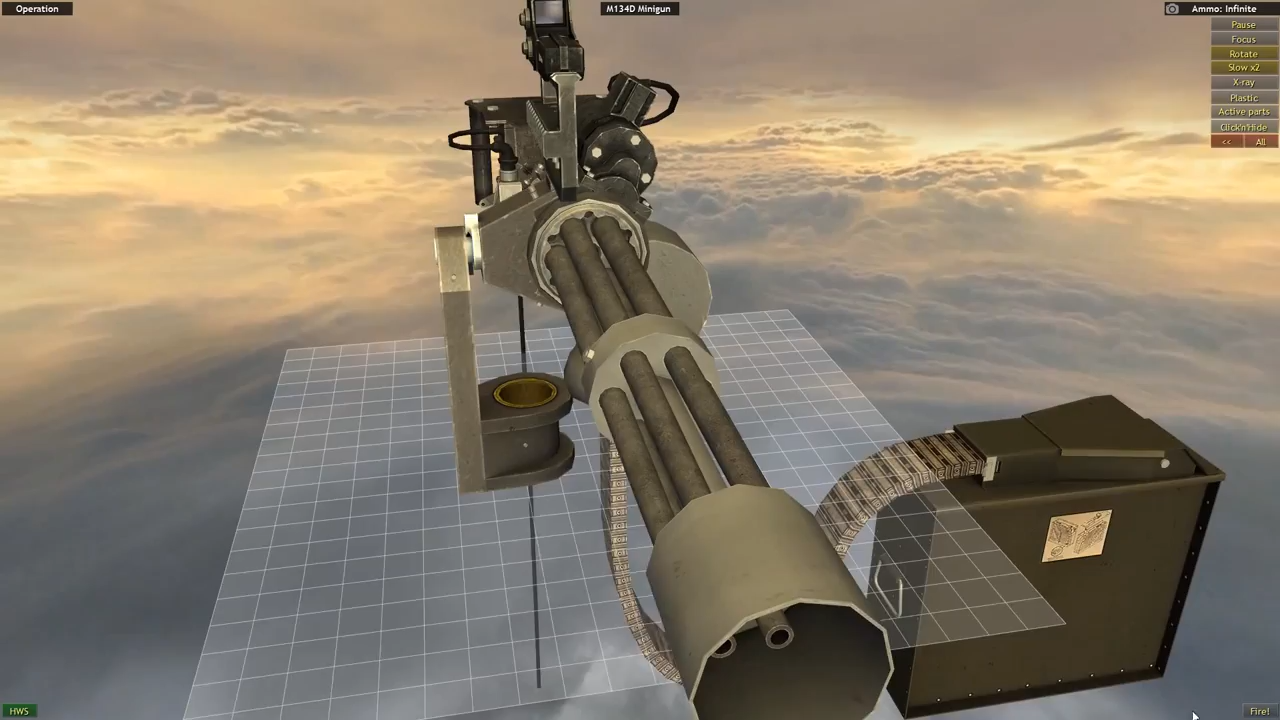 Operation
M134D Minigun
Ammo: Infinite
Pause
Focus
Rotate
Slow x2
X-ray
Plastic
Active parts
Click'n'Hide
<< All
HWS
Fire!